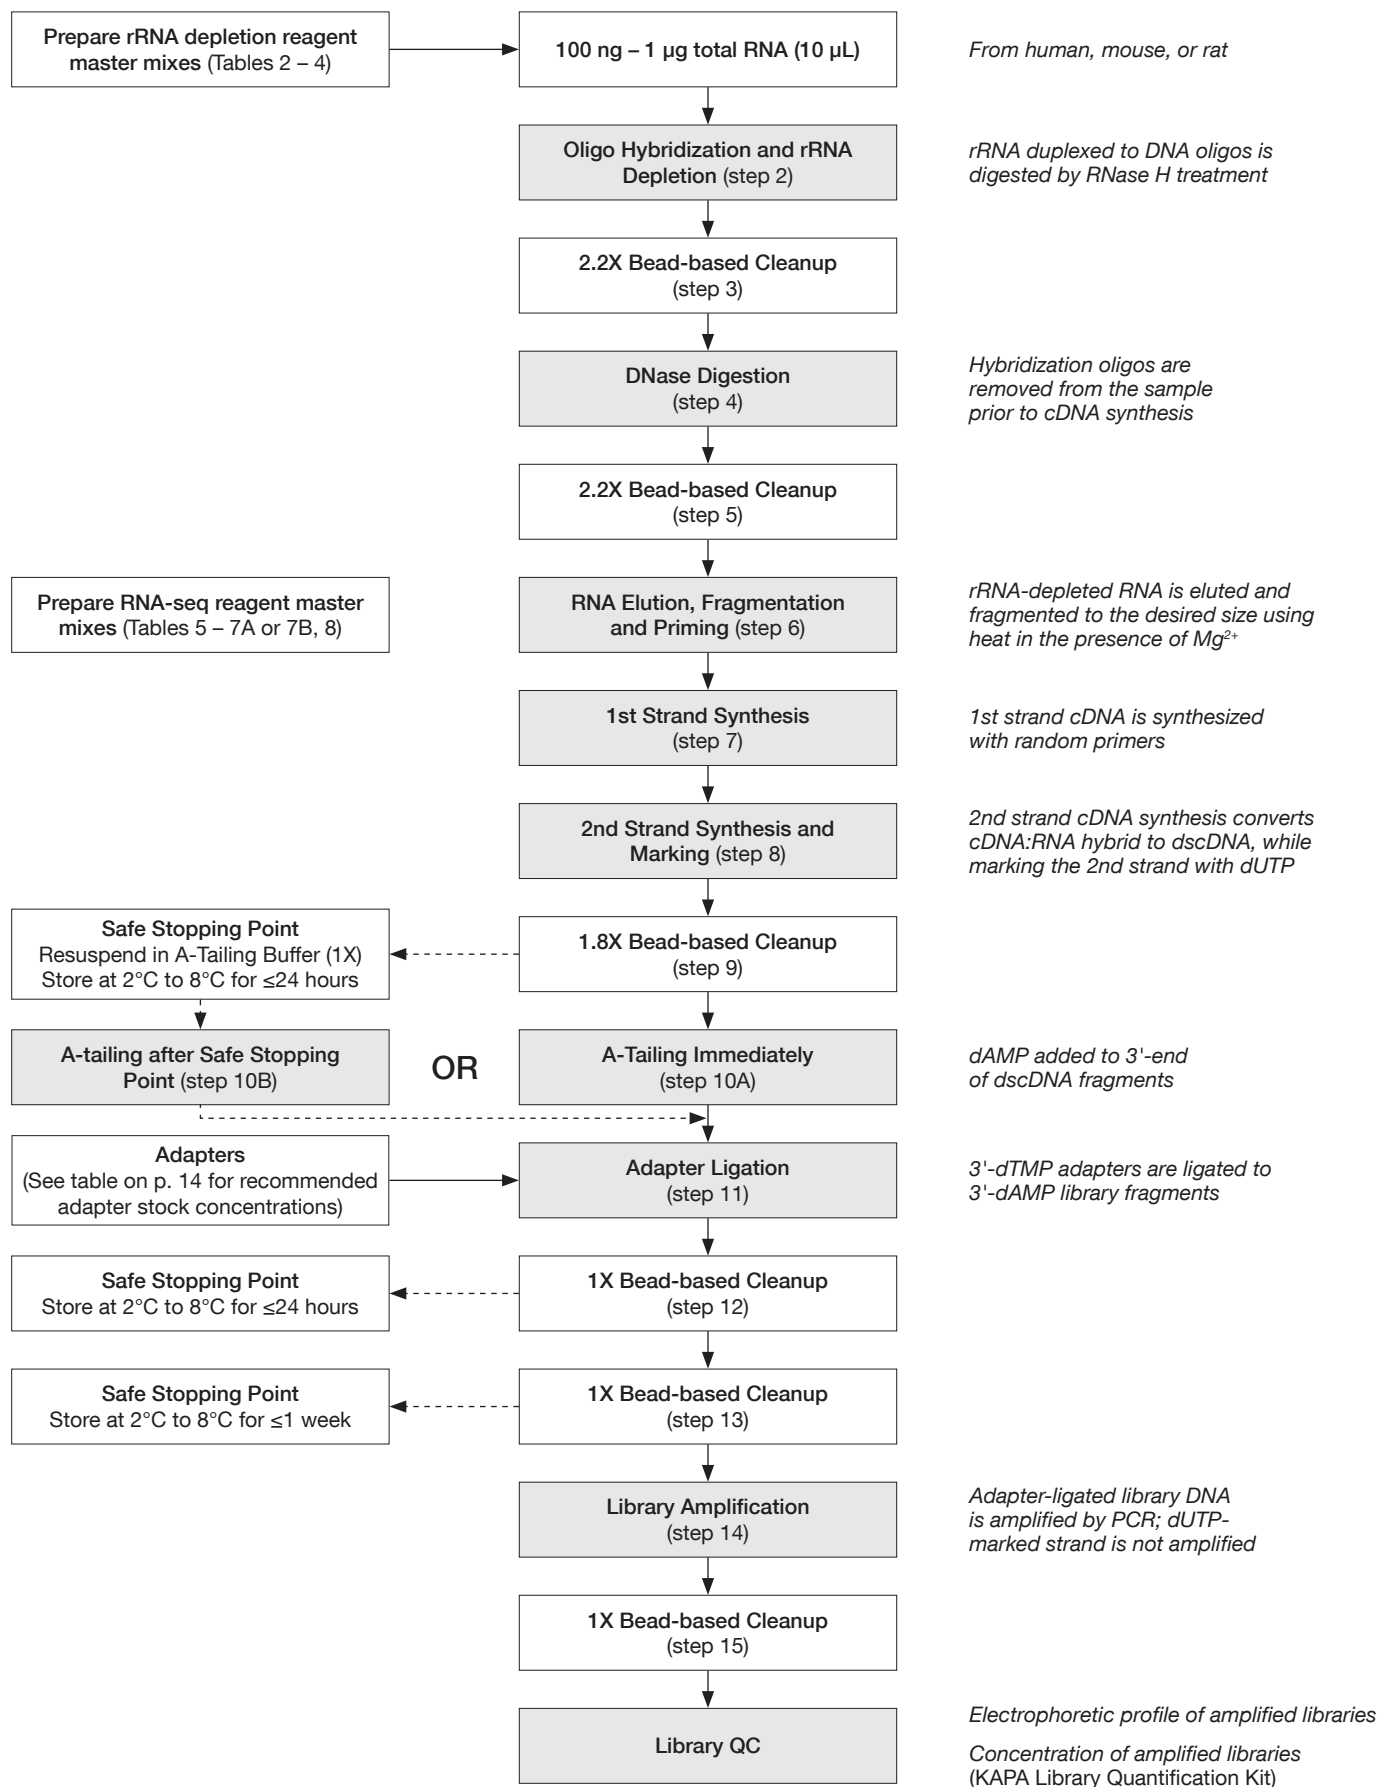 Prepare rRNA depletion reagent
master mixes (Tables 2 – 4)
100 ng – 1 µg total RNA (10 µL)
From human, mouse, or rat
Oligo Hybridization and rRNA
Depletion (step 2)
rRNA duplexed to DNA oligos is
digested by RNase H treatment
2.2X Bead-based Cleanup
(step 3)
DNase Digestion
(step 4)
Hybridization oligos are
removed from the sample
prior to cDNA synthesis
2.2X Bead-based Cleanup
(step 5)
Prepare RNA-seq reagent master
mixes (Tables 5 – 7A or 7B, 8)
RNA Elution, Fragmentation
and Priming (step 6)
rRNA-depleted RNA is eluted and
fragmented to the desired size using
heat in the presence of Mg²⁺
1st Strand Synthesis
(step 7)
1st strand cDNA is synthesized
with random primers
2nd Strand Synthesis and
Marking (step 8)
2nd strand cDNA synthesis converts
cDNA:RNA hybrid to dscDNA, while
marking the 2nd strand with dUTP
Safe Stopping Point
Resuspend in A-Tailing Buffer (1X)
Store at 2°C to 8°C for ≤24 hours
1.8X Bead-based Cleanup
(step 9)
A-tailing after Safe Stopping
Point (step 10B)
OR
A-Tailing Immediately
(step 10A)
dAMP added to 3'-end
of dscDNA fragments
Adapters
(See table on p. 14 for recommended
adapter stock concentrations)
Adapter Ligation
(step 11)
3'-dTMP adapters are ligated to
3'-dAMP library fragments
Safe Stopping Point
Store at 2°C to 8°C for ≤24 hours
1X Bead-based Cleanup
(step 12)
Safe Stopping Point
Store at 2°C to 8°C for ≤1 week
1X Bead-based Cleanup
(step 13)
Library Amplification
(step 14)
Adapter-ligated library DNA
is amplified by PCR; dUTP-
marked strand is not amplified
1X Bead-based Cleanup
(step 15)
Library QC
Electrophoretic profile of amplified libraries
Concentration of amplified libraries
(KAPA Library Quantification Kit)